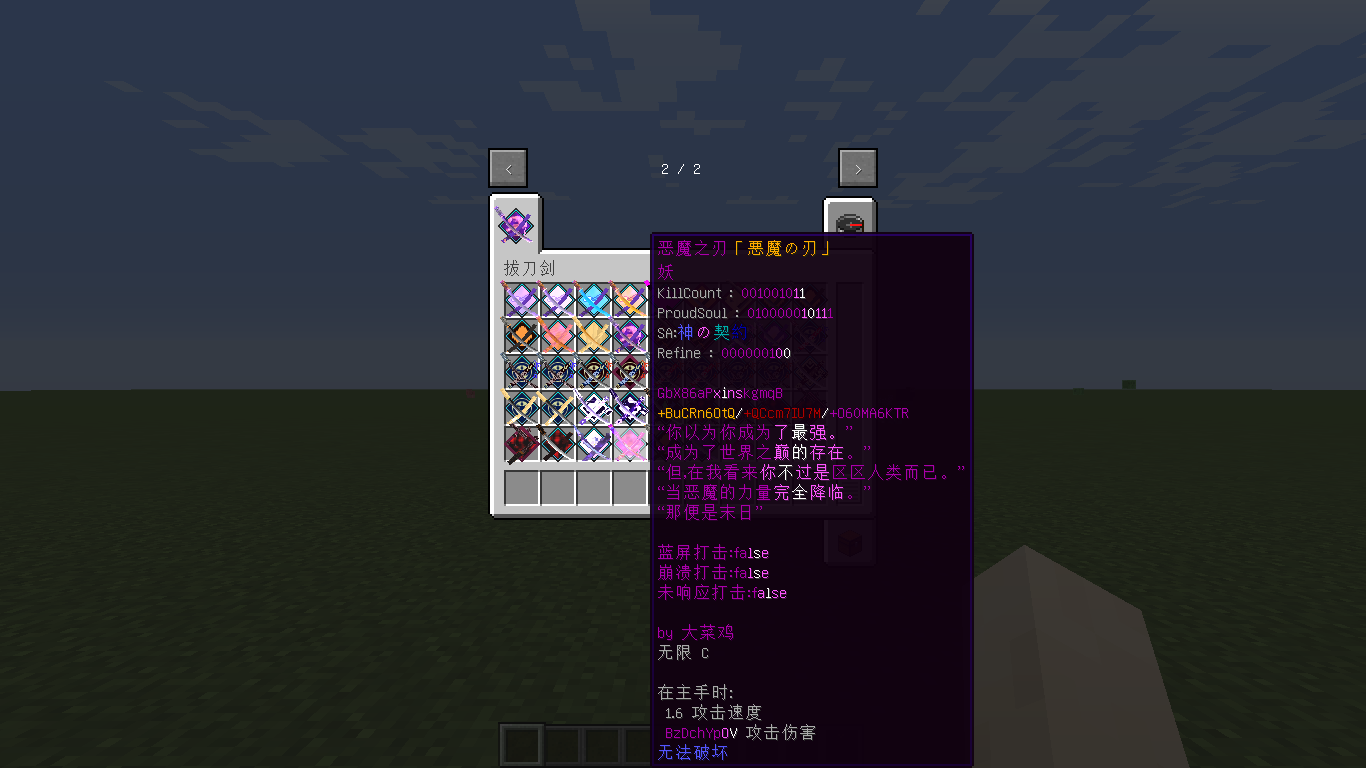 <
2 / 2
>
拔刀剑
恶魔之刃「悪魔の刃」
妖
KillCount : 001001011
ProudSoul : 010000010111
SA:神の契约
Refine : 000000100
GbX86aPxinskgmqB
+BuCRn6OtQ/+QCcm7IU7M/+O6OMA6KTR
“你以为你成为了最强。”
“成为了世界之巅的存在。”
“但,在我看来你不过是区区人类而已。”
“当恶魔的力量完全降临。”
“那便是末日”
蓝屏打击:false
崩溃打击:false
未响应打击:false
by 大菜鸡
无限 C
在主手时:
1.6 攻击速度
BzDchYpOV 攻击伤害
无法破坏